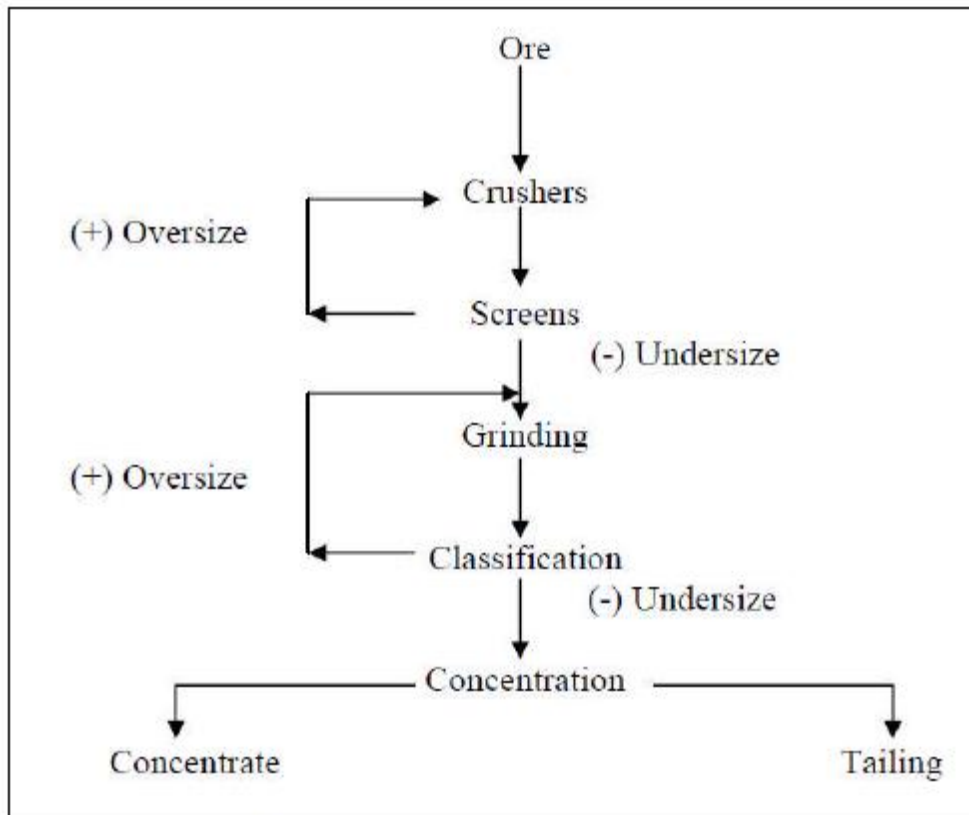 Ore
Crushers
(+) Oversize
Screens
(-) Undersize
Grinding
(+) Oversize
Classification
(-) Undersize
Concentration
Concentrate
Tailing